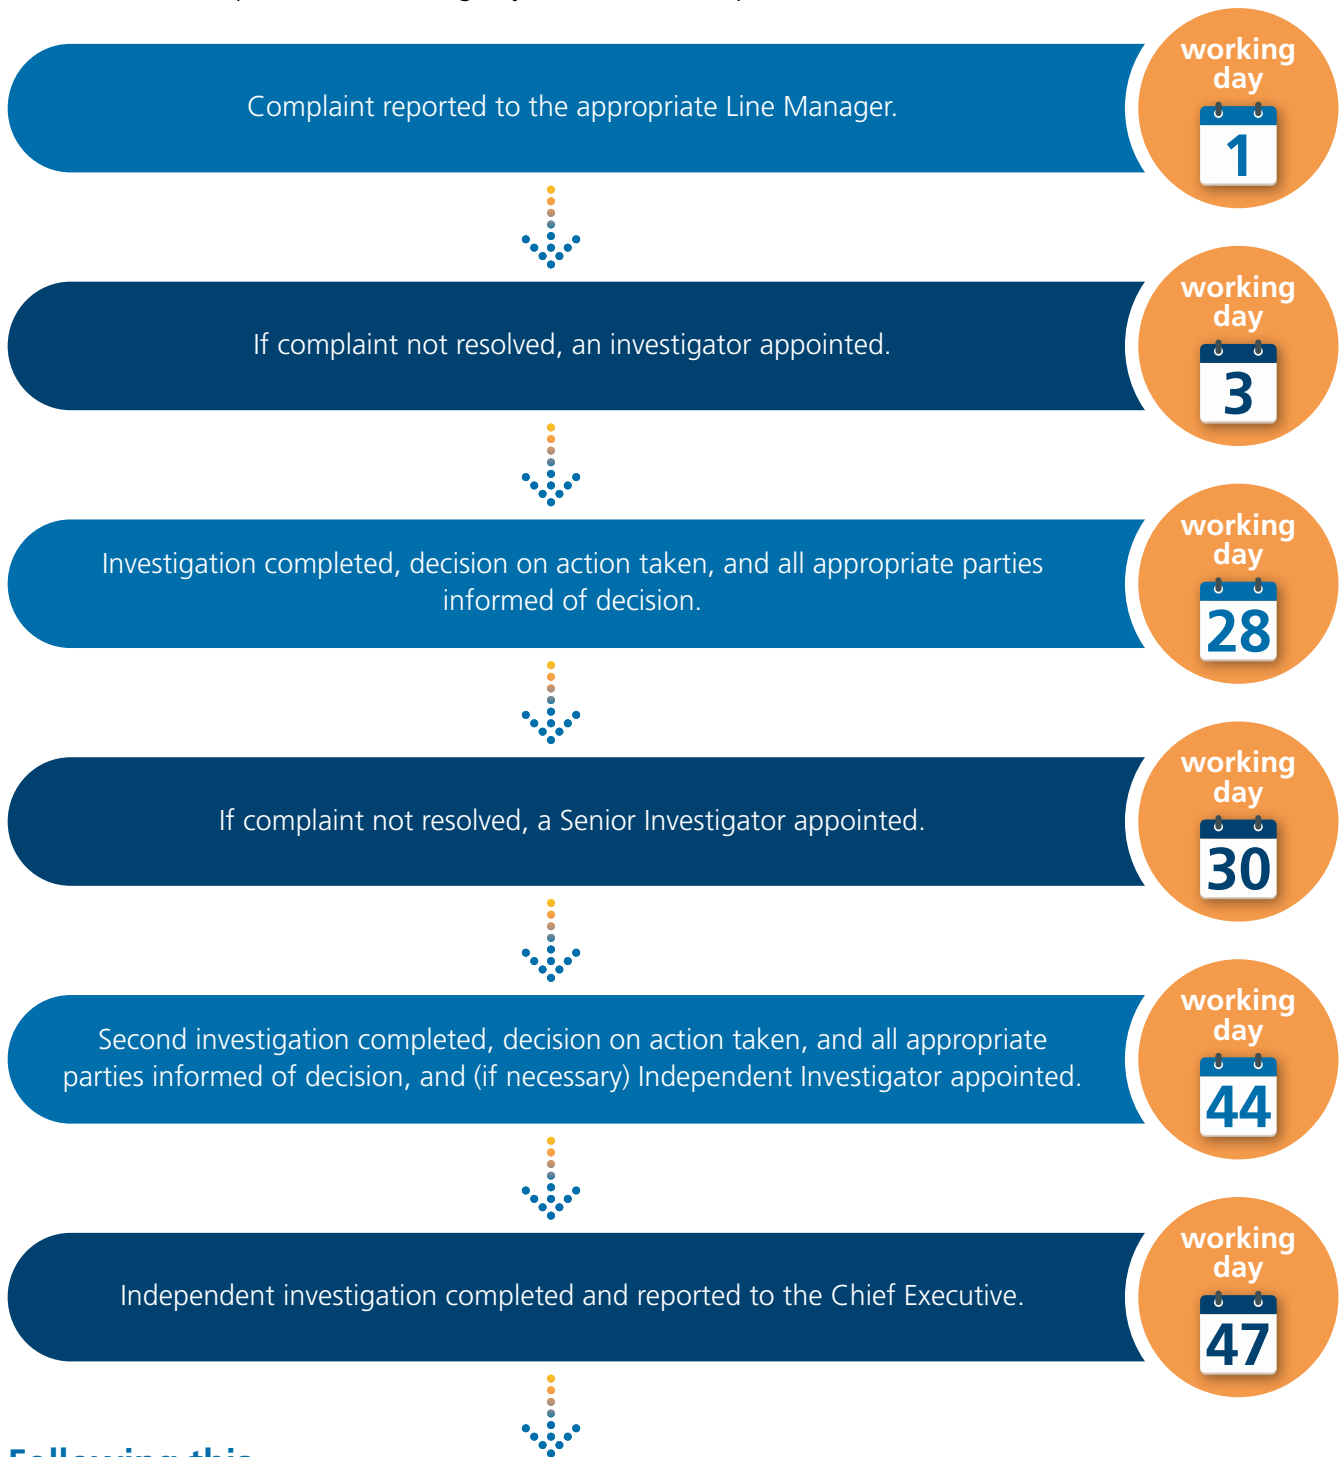 working
day
Complaint reported to the appropriate Line Manager.
1
working
day
If complaint not resolved, an investigator appointed.
3
working
day
Investigation completed, decision on action taken, and all appropriate parties
informed of decision.
28
working
day
If complaint not resolved, a Senior Investigator appointed.
30
working
day
Second investigation completed, decision on action taken, and all appropriate
parties informed of decision, and (if necessary) Independent Investigator appointed.
44
working
day
Independent investigation completed and reported to the Chief Executive.
47
Following this